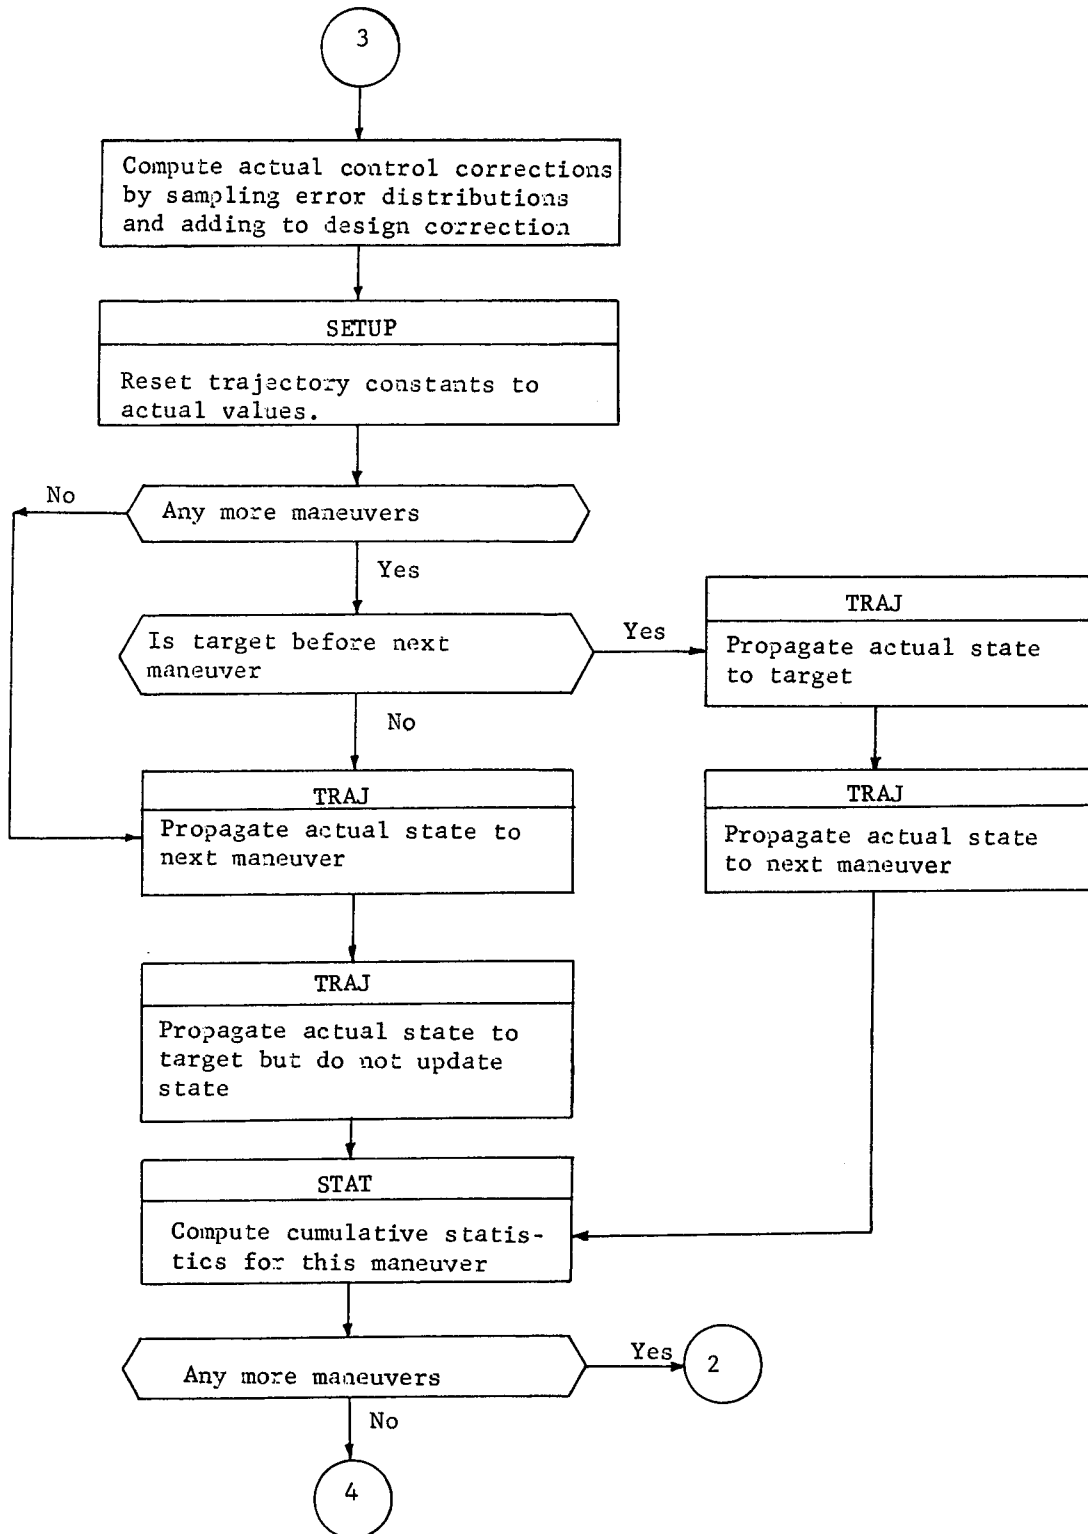 3
Compute actual control corrections
by sampling error distributions
and adding to design correction
SETUP
Reset trajectory constants to
actual values.
No
Any more maneuvers
Yes
Is target before next
maneuver
Yes
No
TRAJ
Propagate actual state
to target
TRAJ
Propagate actual state to
next maneuver
TRAJ
Propagate actual state
to next maneuver
TRAJ
Propagate actual state to
target but do not update
state
STAT
Compute cumulative statis-
tics for this maneuver
Any more maneuvers
Yes
2
No
4